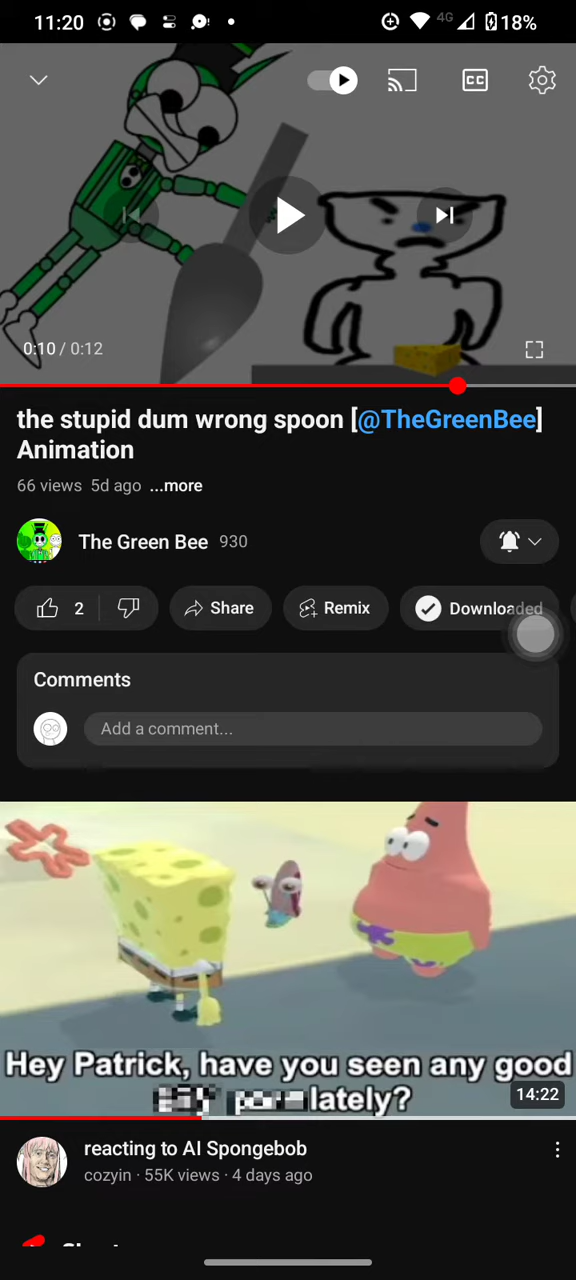 11:20
4G
18%
CC
0:10 / 0:12
the stupid dum wrong spoon [@TheGreenBee]
Animation
66 views 5d ago ...more
The Green Bee 930
2
Share
Remix
Downloaded
Comments
Add a comment...
Hey Patrick, have you seen any good
lately?
14:22
reacting to AI Spongebob
cozyin · 55K views · 4 days ago